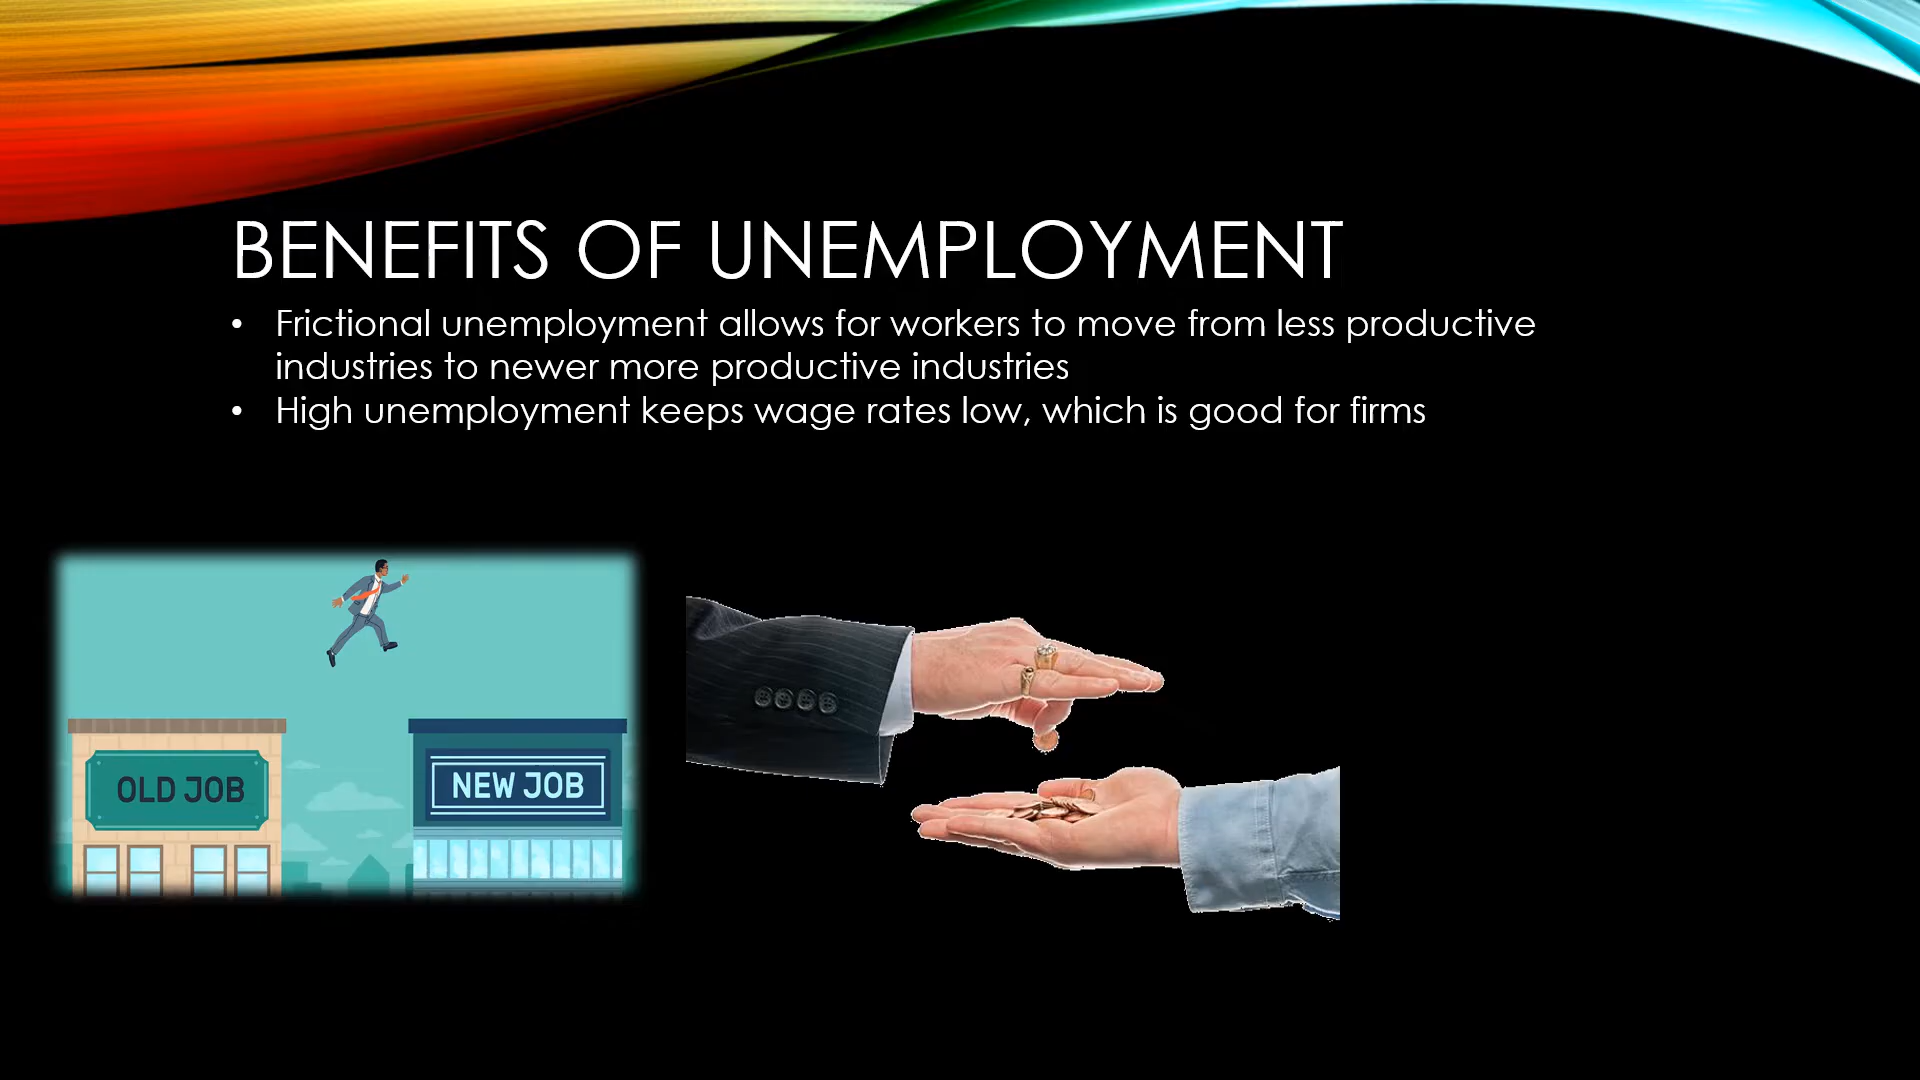 BENEFITS OF UNEMPLOYMENT
• Frictional unemployment allows for workers to move from less productive
industries to newer more productive industries
• High unemployment keeps wage rates low, which is good for firms
OLD JOB
NEW JOB